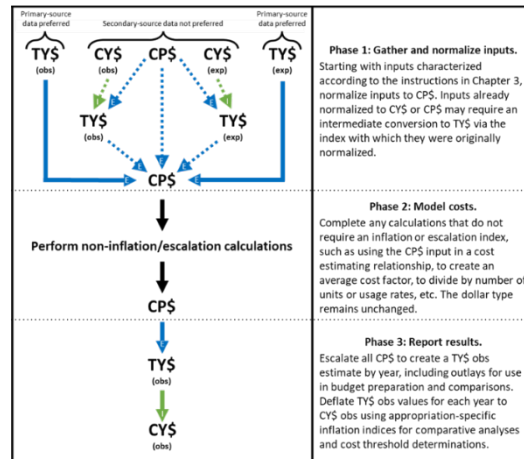 Primary-source
data preferred
Secondary-source data not preferred
Primary-source
data preferred
TY$ CY$ CP$ CY$ TY$
(obs) (obs) (exp) (exp)
TY$ TY$
(obs) (exp)
CP$
Perform non-inflation/escalation calculations
CP$
TY$
(obs)
CY$
(obs)
Phase 1: Gather and normalize inputs.
Starting with inputs characterized
according to the instructions in Chapter 3,
normalize inputs to CP$. Inputs already
normalized to CY$ or CP$ may require an
intermediate conversion to TY$ via the
index with which they were originally
normalized.
Phase 2: Model costs.
Complete any calculations that do not
require an inflation or escalation index,
such as using the CP$ input in a cost
estimating relationship, to create an
average cost factor, to divide by number of
units or usage rates, etc. The dollar type
remains unchanged.
Phase 3: Report results.
Escalate all CP$ to create a TY$ obs
estimate by year, including outlays for use
in budget preparation and comparisons.
Deflate TY$ obs values for each year to
CY$ obs using appropriation-specific
inflation indices for comparative analyses
and cost threshold determinations.